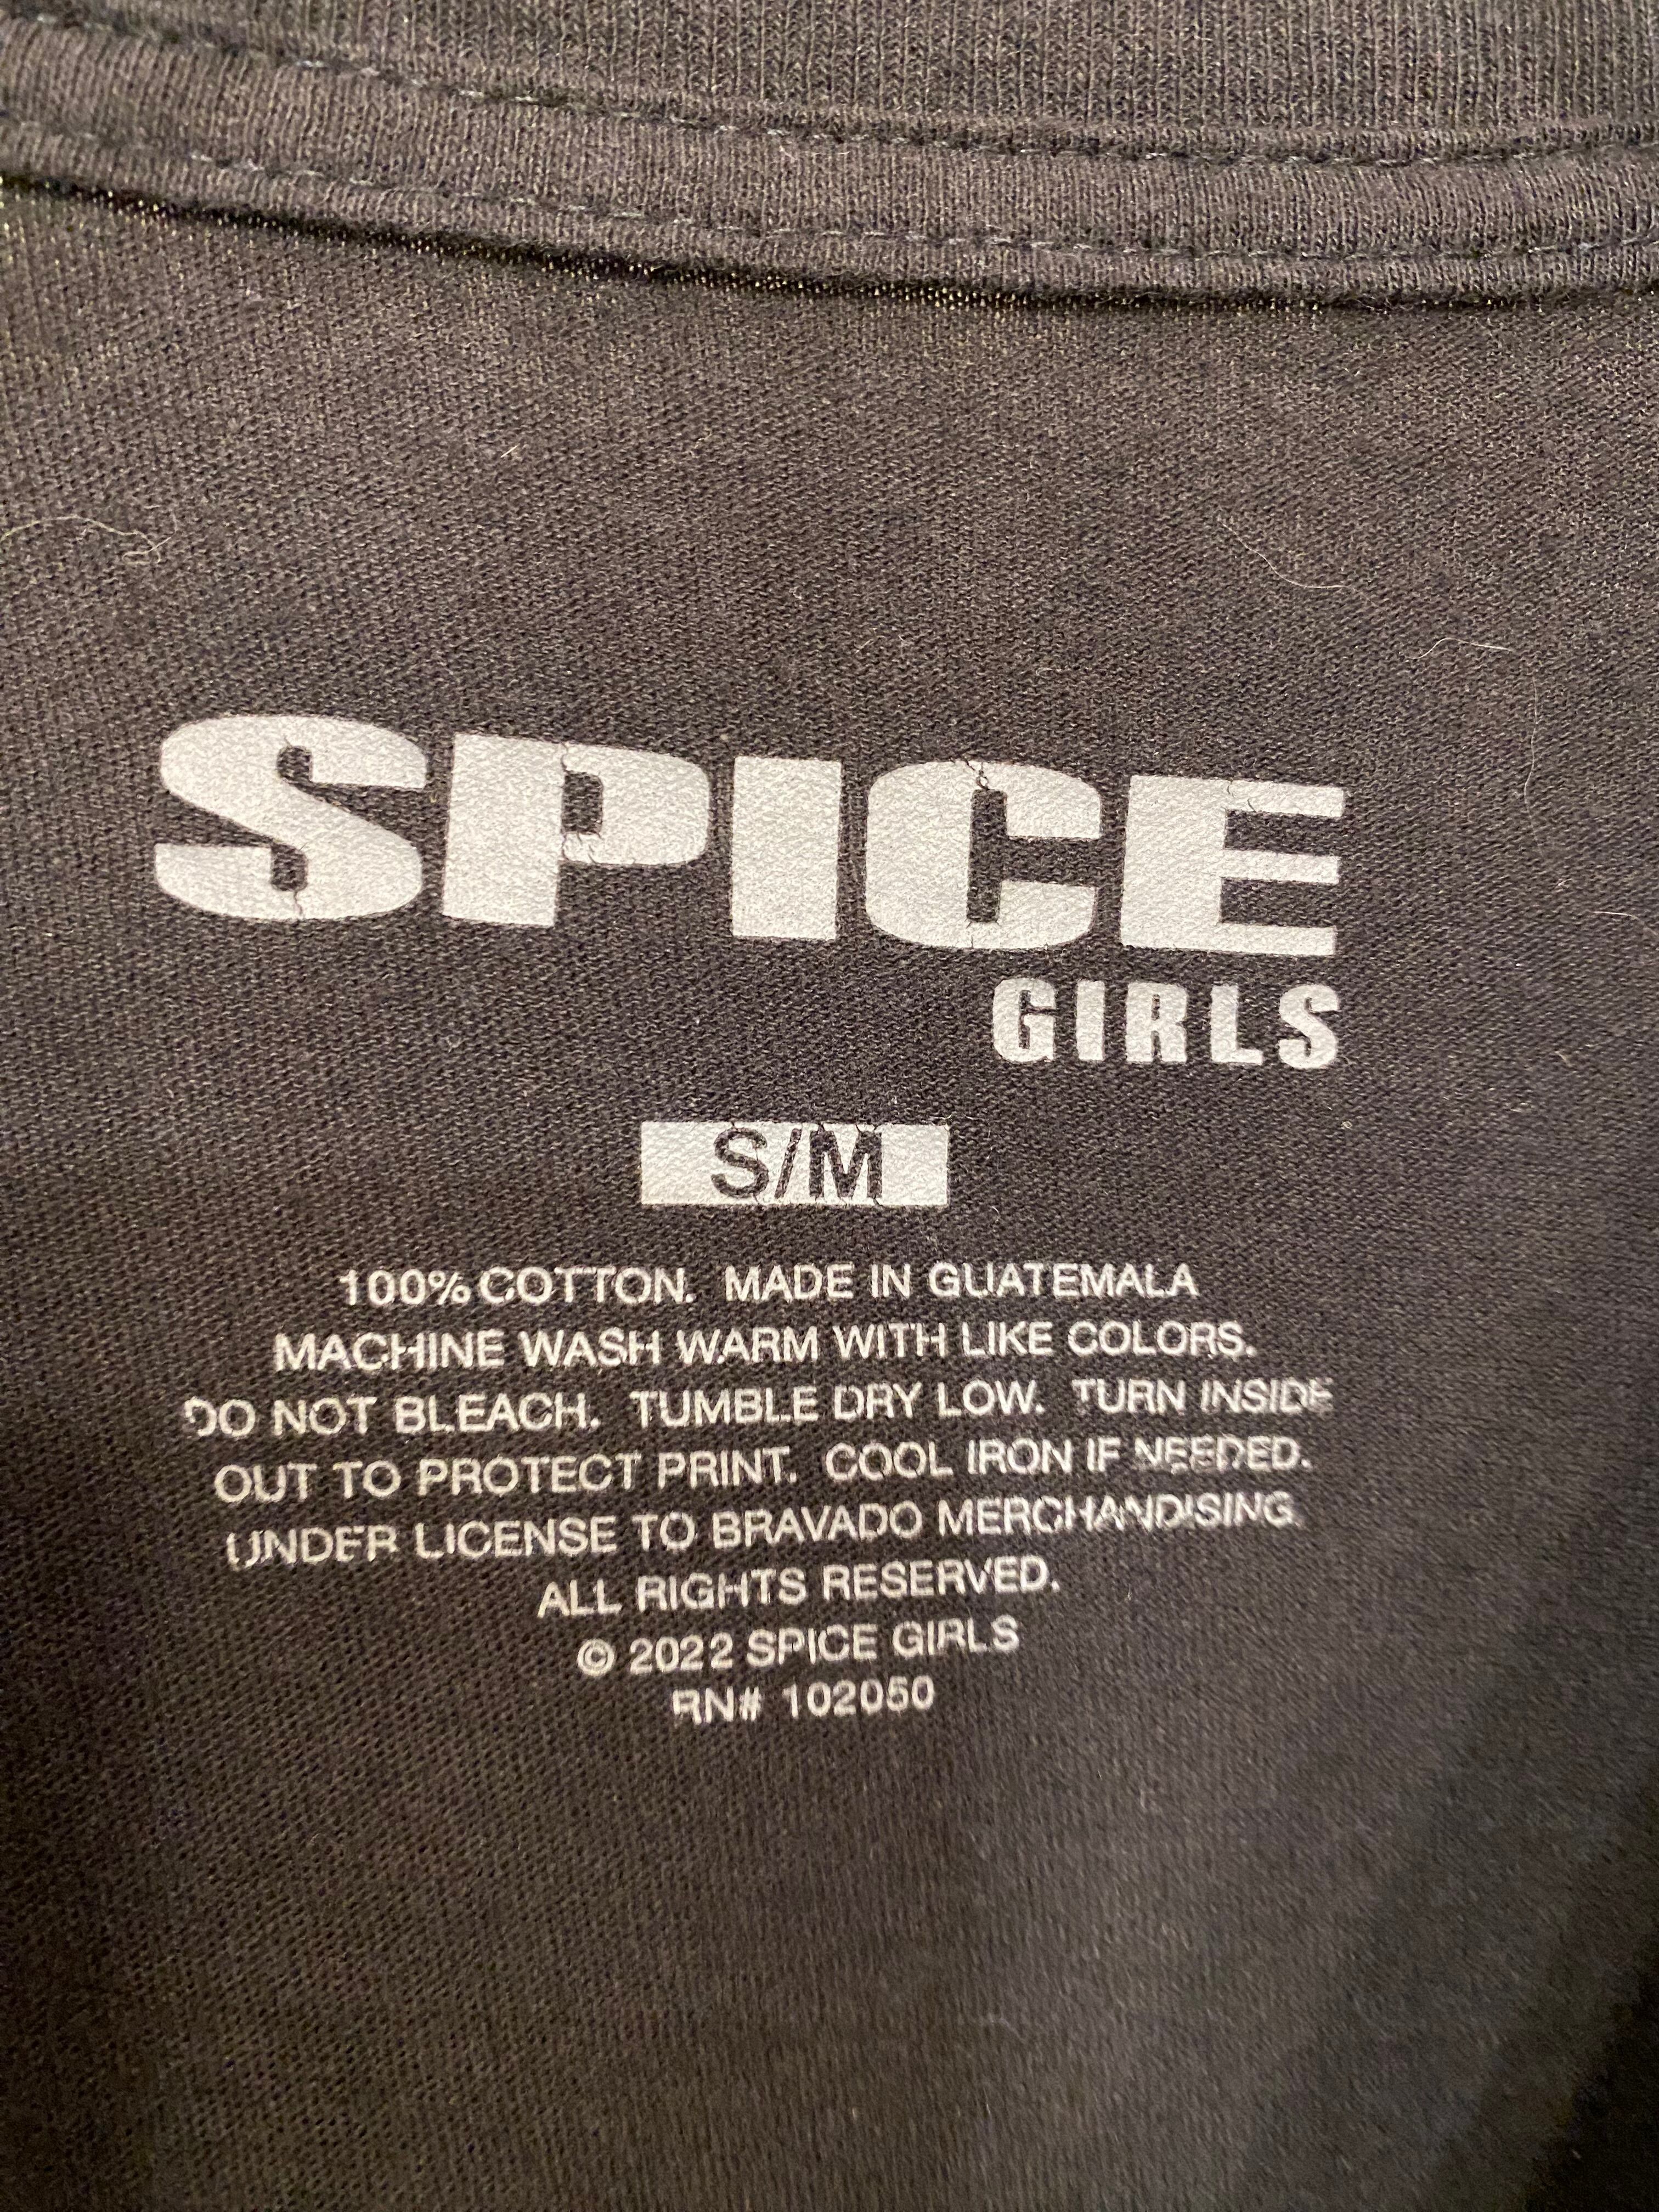 SPICE
GIRLS
S/M
100% COTTON. MADE IN GUATEMALA
MACHINE WASH WARM WITH LIKE COLORS.
DO NOT BLEACH. TUMBLE DRY LOW. TURN INSIDE
OUT TO PROTECT PRINT. COOL IRON IF NEEDED.
UNDER LICENSE TO BRAVADO MERCHANDISING.
ALL RIGHTS RESERVED.
© 2022 SPICE GIRLS
RN# 102050